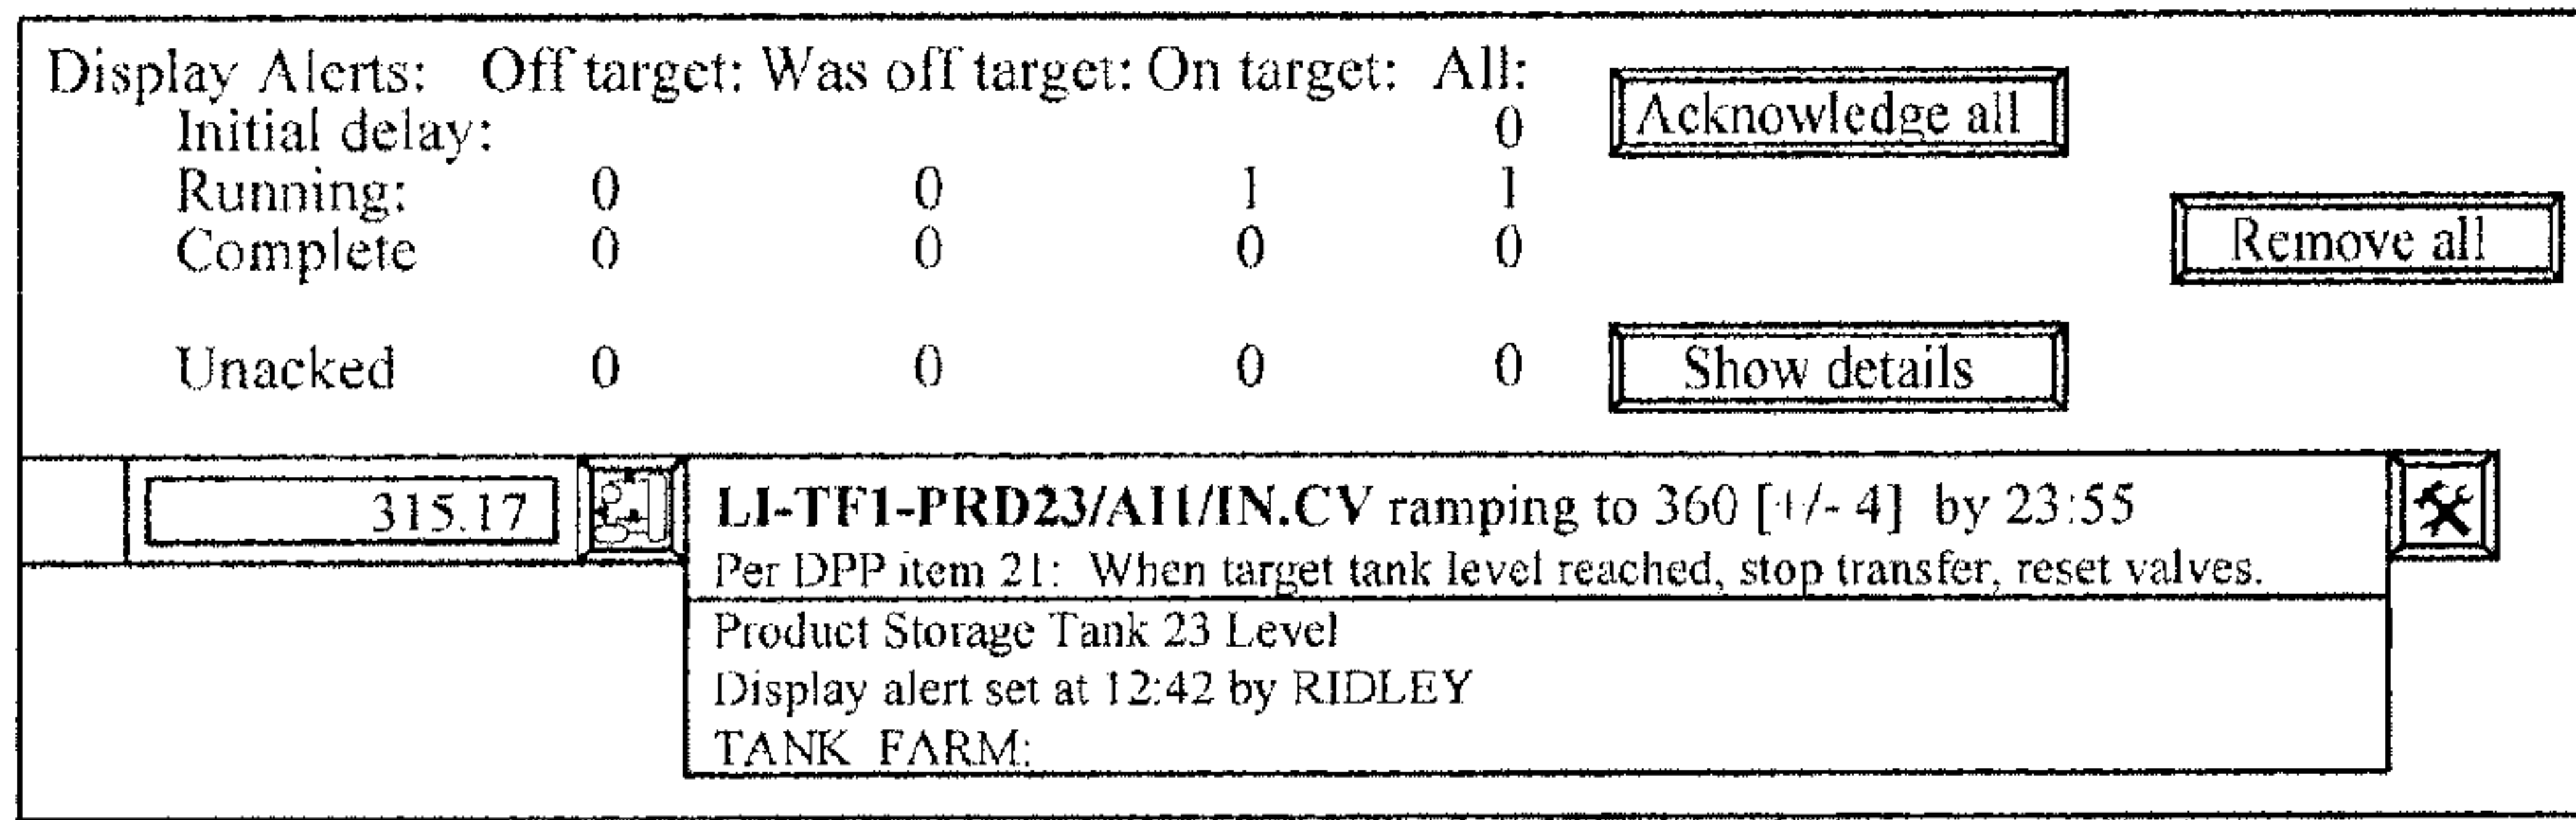 Display Alerts: Off target: Was off target: On target: All:
Initial delay: 0
Acknowledge all
Running: 0 0 1 1
Remove all
Complete 0 0 0 0
Unacked 0 0 0 0
Show details
315.17
LI-TF1-PRD23/AI1/IN.CV ramping to 360 [+/- 4] by 23:55
Per DPP item 21: When target tank level reached, stop transfer, reset valves.
Product Storage Tank 23 Level
Display alert set at 12:42 by RIDLEY
TANK FARM: